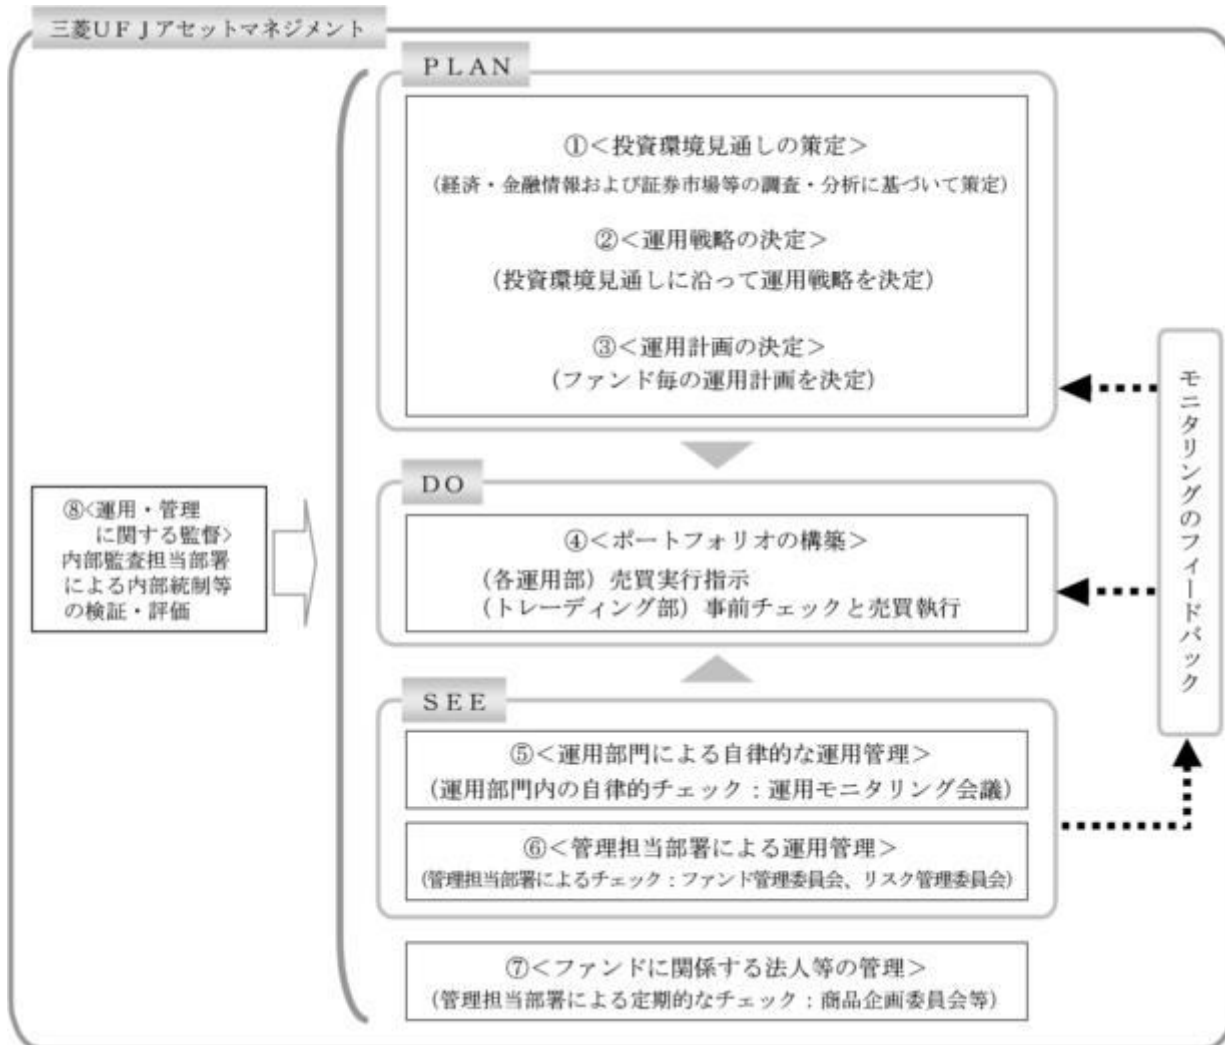 三菱ＵＦＪアセットマネジメント
ＰＬＡＮ
①＜投資環境見通しの策定＞
（経済・金融情報および証券市場等の調査・分析に基づいて策定）
②＜運用戦略の決定＞
（投資環境見通しに沿って運用戦略を決定）
③＜運用計画の決定＞
（ファンド毎の運用計画を決定）
ＤＯ
④＜ポートフォリオの構築＞
（各運用部）売買実行指示
（トレーディング部）事前チェックと売買執行
ＳＥＥ
⑤＜運用部門による自律的な運用管理＞
（運用部門内の自律的チェック：運用モニタリング会議）
⑥＜管理担当部署による運用管理＞
（管理担当部署によるチェック：ファンド管理委員会、リスク管理委員会）
⑦＜ファンドに関係する法人等の管理＞
（管理担当部署による定期的なチェック：商品企画委員会等）
⑧<運用・管理
に関する監督>
内部監査担当部署
による内部統制等
の検証・評価
モニタリングのフィードバック